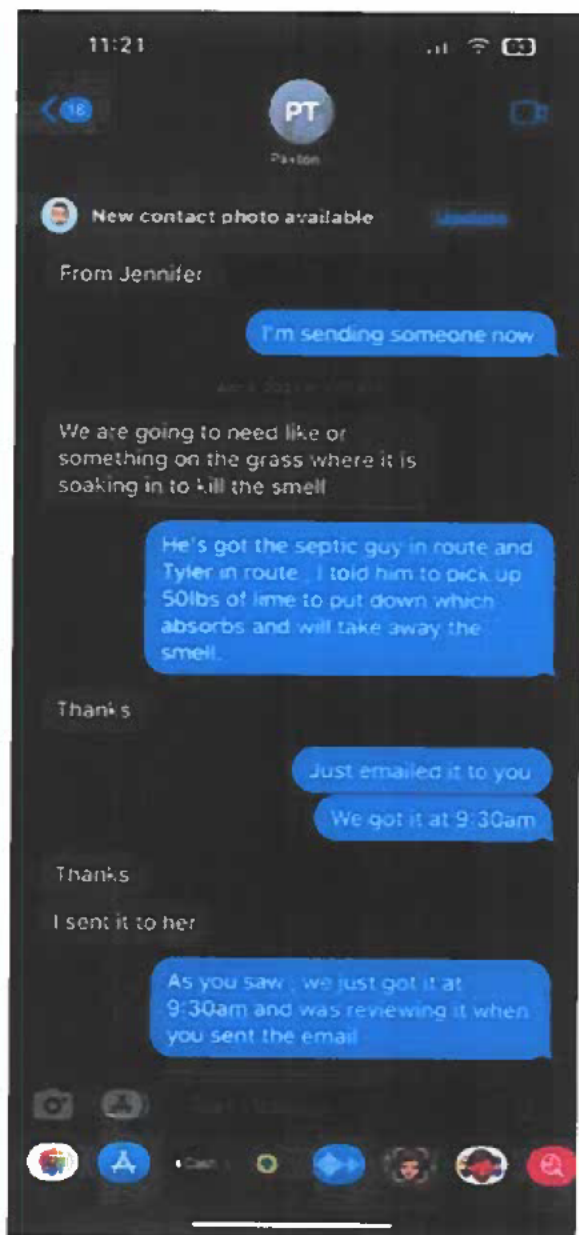 11:21
18
PT
Paxton
New contact photo available
Update
From Jennifer
I'm sending someone now
We are going to need like or
something on the grass where it is
soaking in to kill the smell
He's got the septic guy in route and
Tyler in route , I told him to pick up
50lbs of lime to put down which
absorbs and will take away the
smell.
Thanks
Just emailed it to you
We got it at 9:30am
Thanks
I sent it to her
As you saw , we just got it at
9:30am and was reviewing it when
you sent the email
Cash